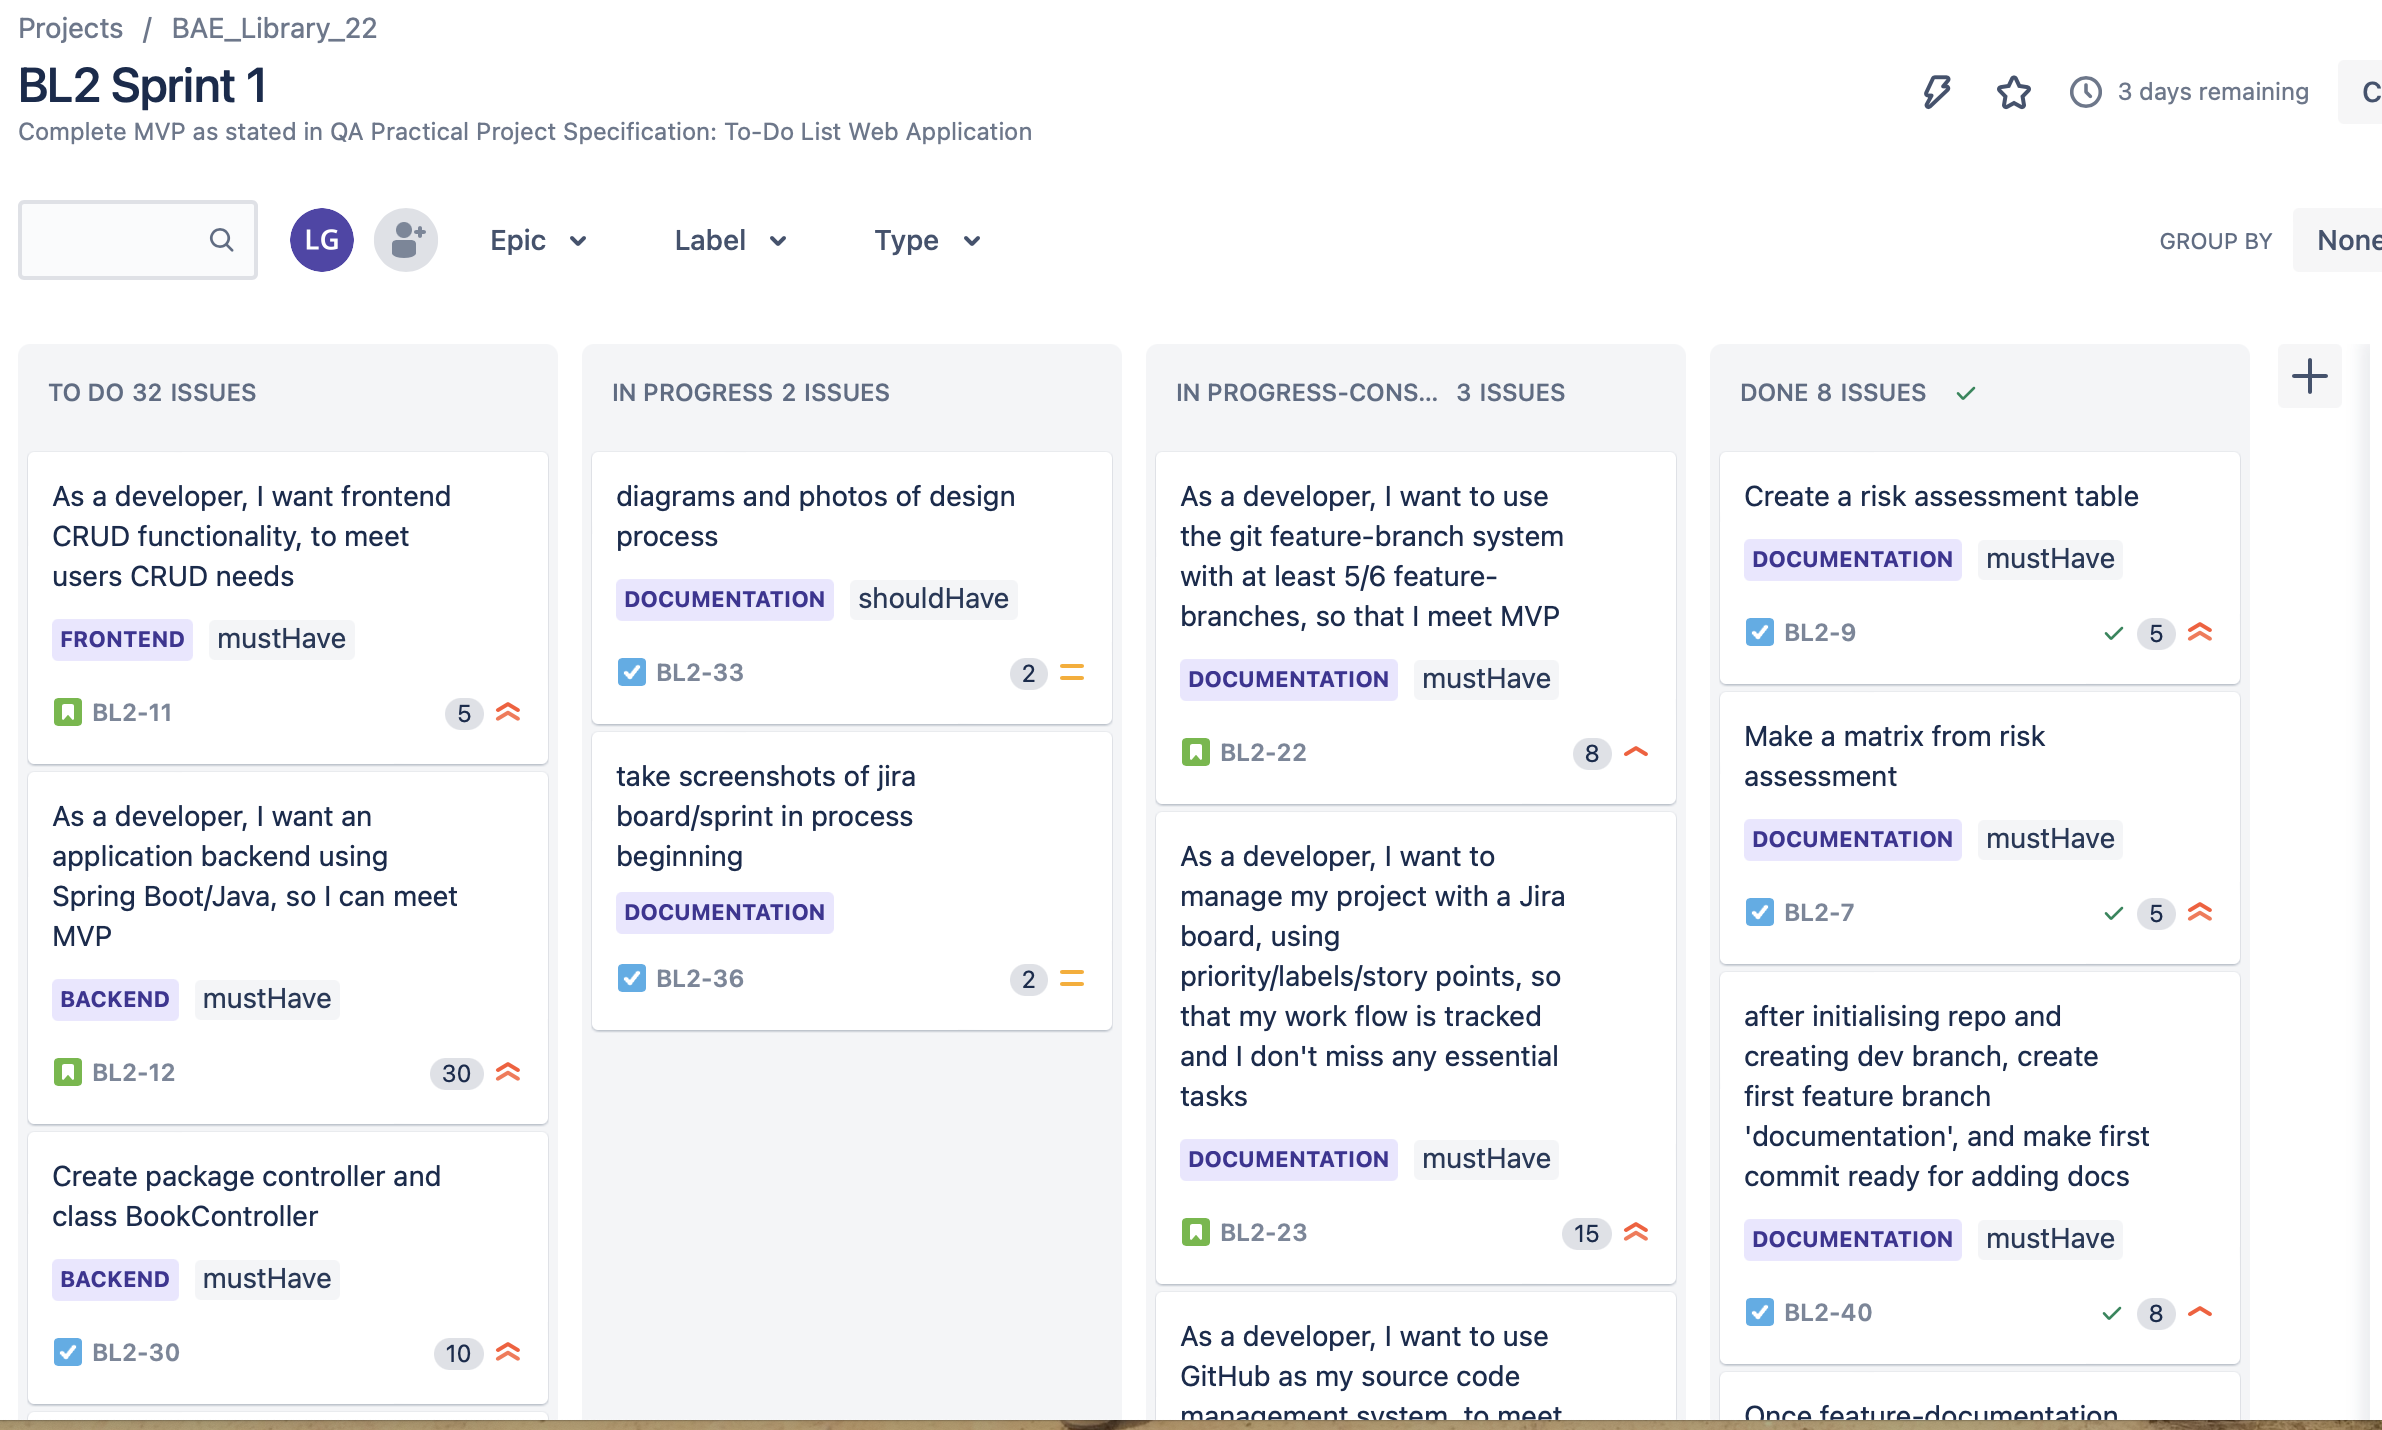 Projects / BAE_Library_22
BL2 Sprint 1
3 days remaining
C
Complete MVP as stated in QA Practical Project Specification: To-Do List Web Application
LG
Epic
Label
Type
GROUP BY
None
TO DO 32 ISSUES
As a developer, I want frontend
CRUD functionality, to meet
users CRUD needs
FRONTEND mustHave
BL2-11 5
As a developer, I want an
application backend using
Spring Boot/Java, so I can meet
MVP
BACKEND mustHave
BL2-12 30
Create package controller and
class BookController
BACKEND mustHave
BL2-30 10
IN PROGRESS 2 ISSUES
diagrams and photos of design
process
DOCUMENTATION shouldHave
BL2-33 2
take screenshots of jira
board/sprint in process
beginning
DOCUMENTATION
BL2-36 2
IN PROGRESS-CONS... 3 ISSUES
As a developer, I want to use
the git feature-branch system
with at least 5/6 feature-
branches, so that I meet MVP
DOCUMENTATION mustHave
BL2-22 8
As a developer, I want to
manage my project with a Jira
board, using
priority/labels/story points, so
that my work flow is tracked
and I don't miss any essential
tasks
DOCUMENTATION mustHave
BL2-23 15
As a developer, I want to use
GitHub as my source code
management system, to meet
DONE 8 ISSUES
Create a risk assessment table
DOCUMENTATION mustHave
BL2-9 5
Make a matrix from risk
assessment
DOCUMENTATION mustHave
BL2-7 5
after initialising repo and
creating dev branch, create
first feature branch
'documentation', and make first
commit ready for adding docs
DOCUMENTATION mustHave
BL2-40 8
Once feature-documentation